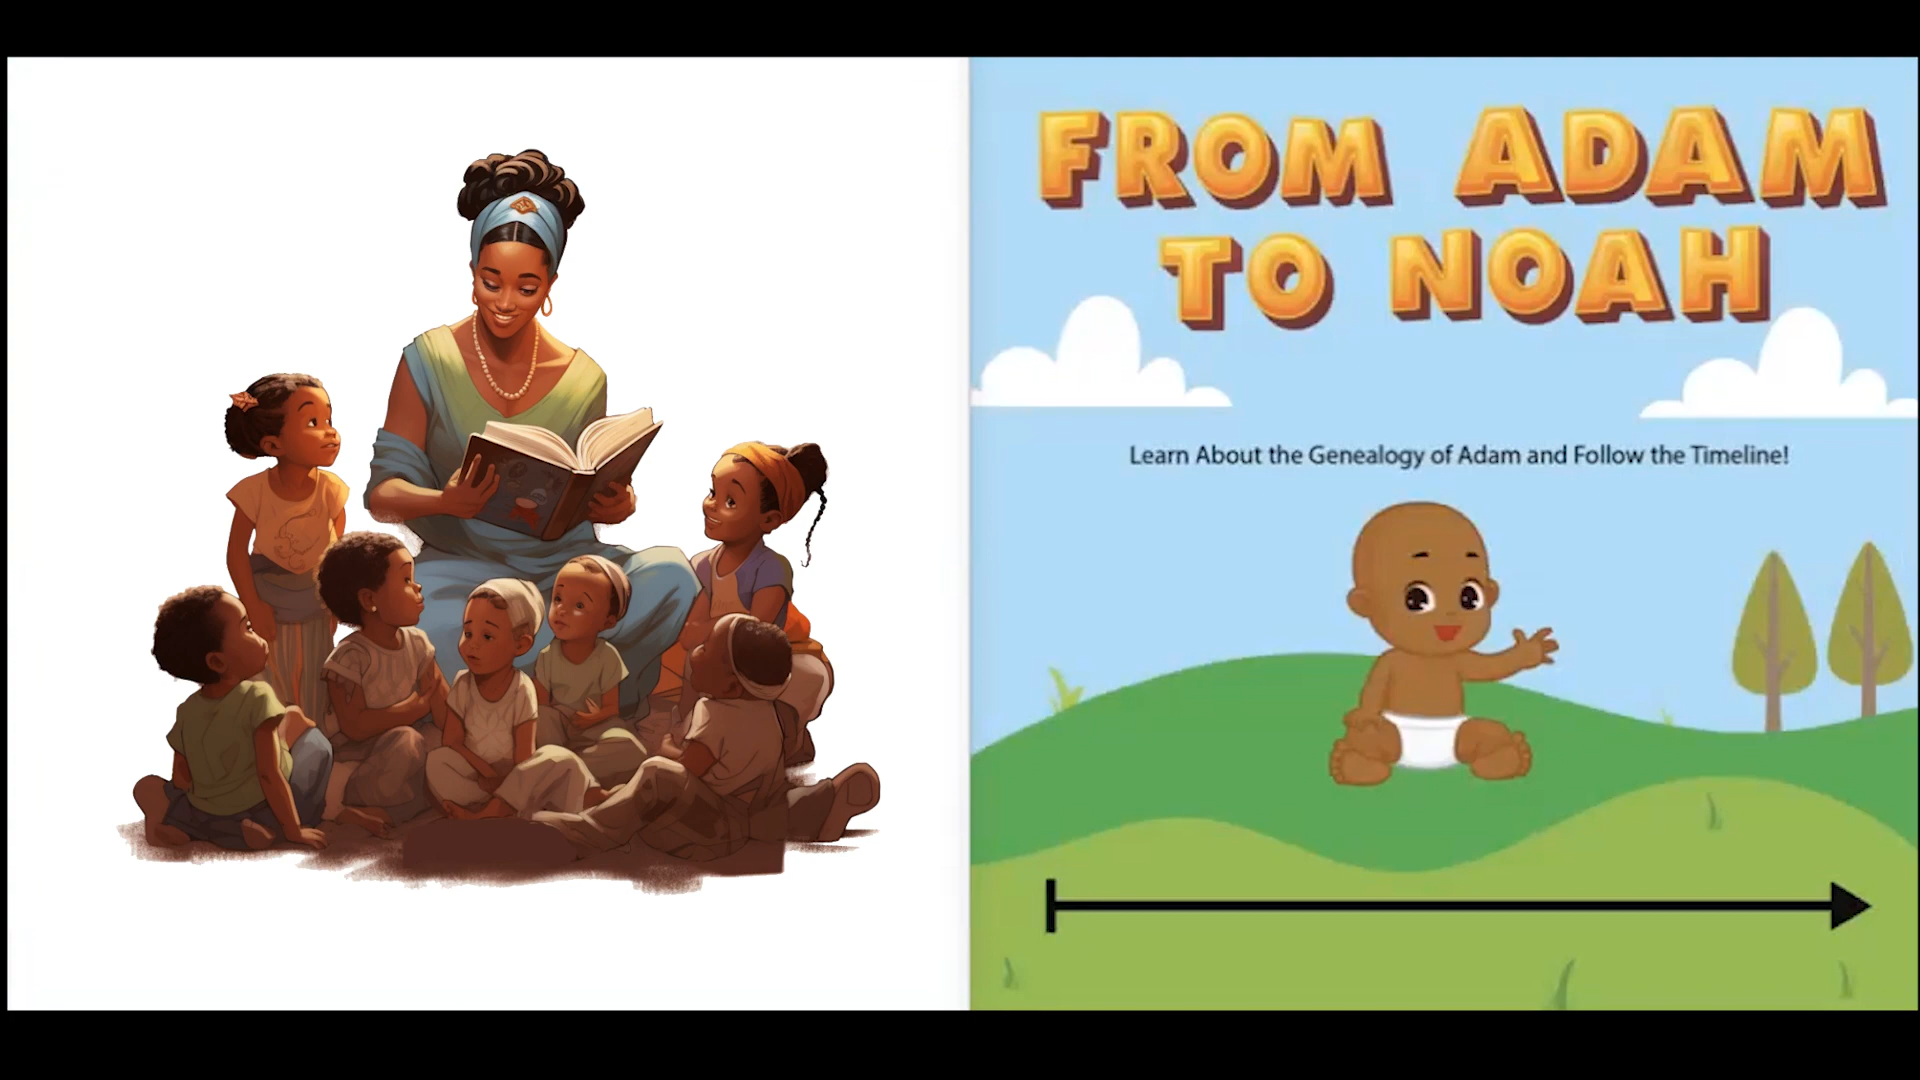 FROM ADAM
TO NOAH
Learn About the Genealogy of Adam and Follow the Timeline!